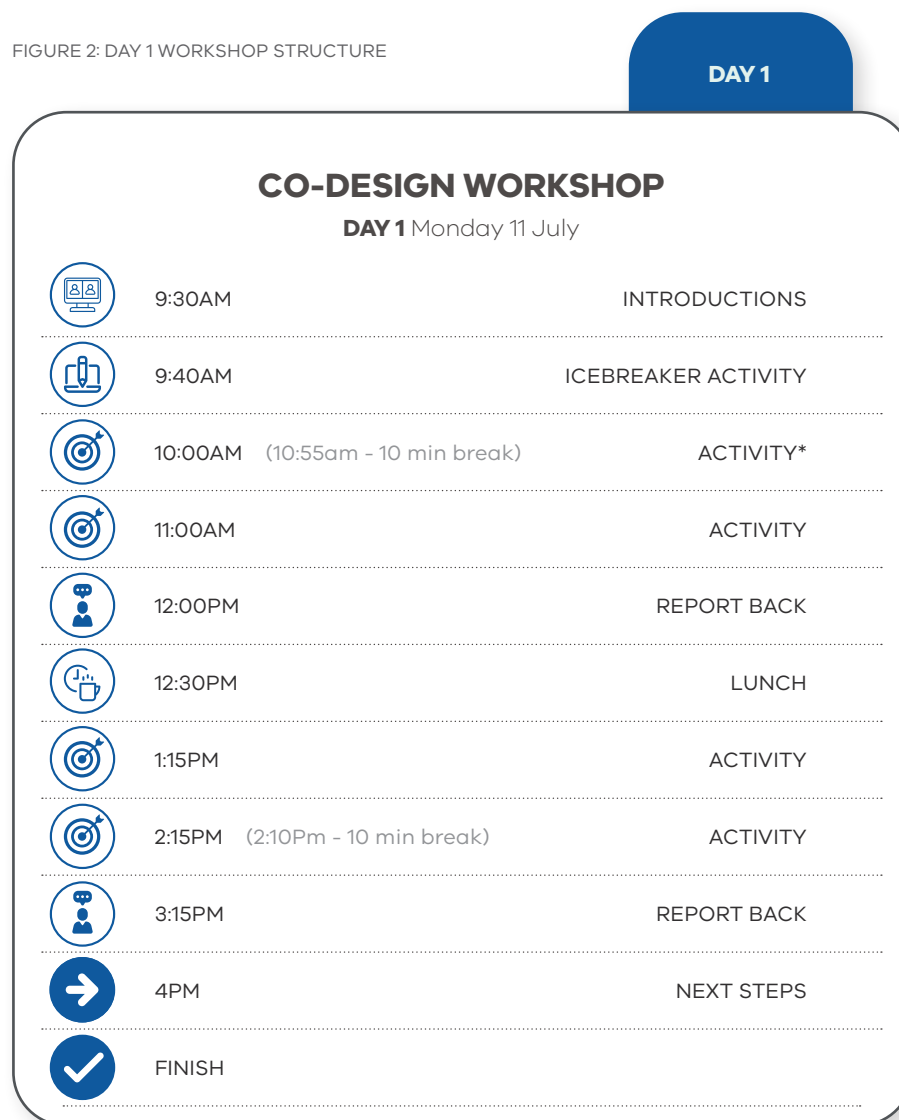 FIGURE 2: DAY 1 WORKSHOP STRUCTURE
DAY 1
CO-DESIGN WORKSHOP
DAY 1 Monday 11 July
9:30AM INTRODUCTIONS
9:40AM ICEBREAKER ACTIVITY
10:00AM (10:55am - 10 min break) ACTIVITY*
11:00AM ACTIVITY
12:00PM REPORT BACK
12:30PM LUNCH
1:15PM ACTIVITY
2:15PM (2:10Pm - 10 min break) ACTIVITY
3:15PM REPORT BACK
4PM NEXT STEPS
FINISH